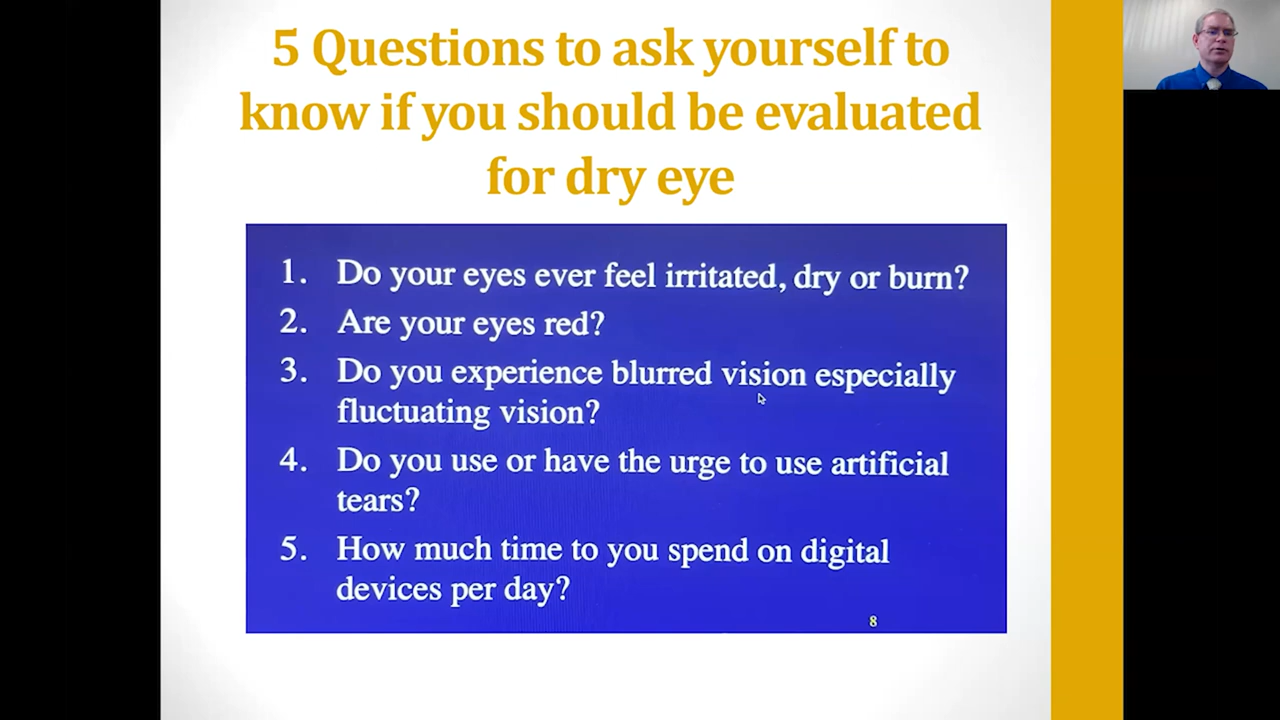 5 Questions to ask yourself to
know if you should be evaluated
for dry eye
1. Do your eyes ever feel irritated, dry or burn?
2. Are your eyes red?
3. Do you experience blurred vision especially
fluctuating vision?
4. Do you use or have the urge to use artificial
tears?
5. How much time to you spend on digital
devices per day?
8